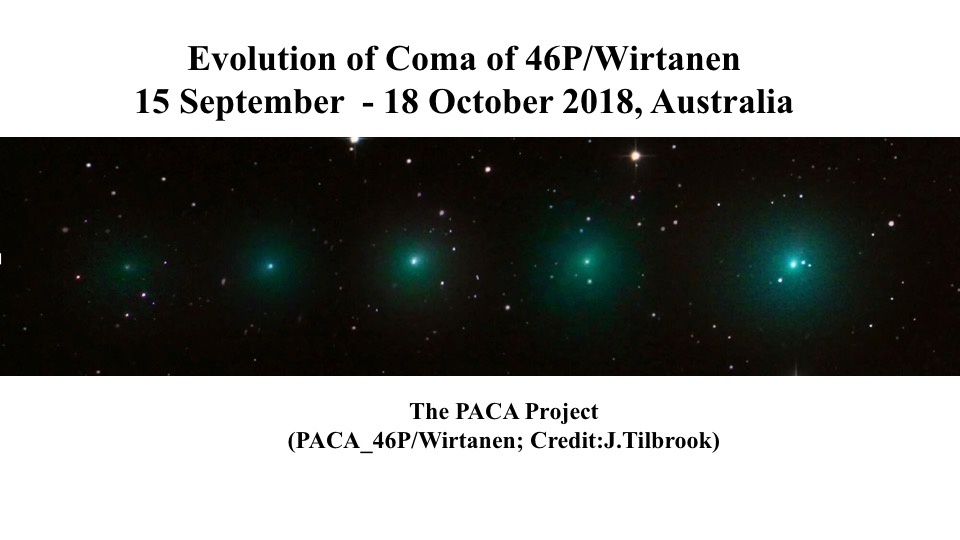 Evolution of Coma of 46P/Wirtanen
15 September - 18 October 2018, Australia
The PACA Project
(PACA_46P/Wirtanen; Credit:J.Tilbrook)